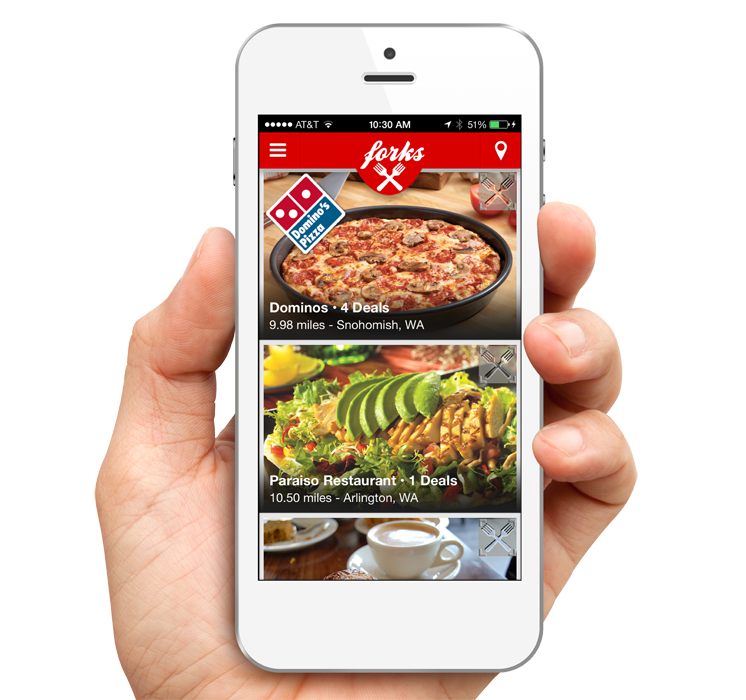 AT&T 10:30 AM 51%
forks
Domino's
Pizza
Dominos · 4 Deals
9.98 miles - Snohomish, WA
Paraiso Restaurant · 1 Deals
10.50 miles - Arlington, WA